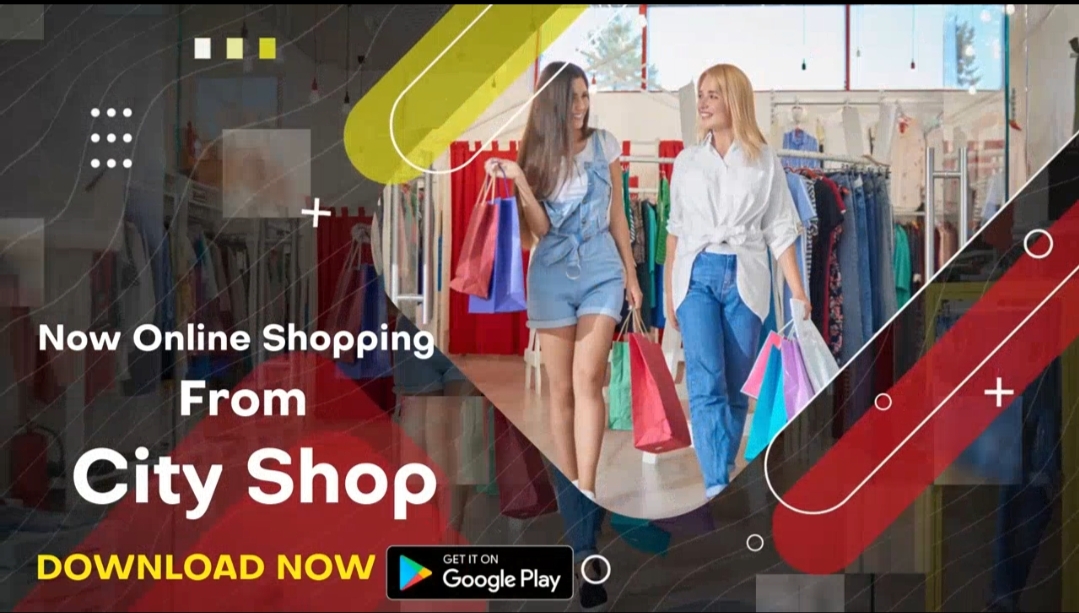 Now Online Shopping
From
City Shop
DOWNLOAD NOW
GET IT ON
Google Play